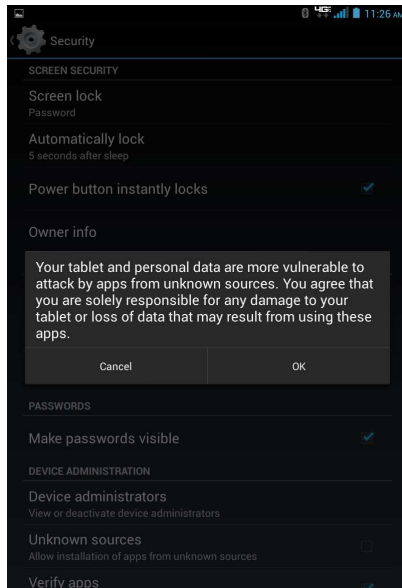 4G 11:26 AM
Security
SCREEN SECURITY
Screen lock
Password
Automatically lock
5 seconds after sleep
Power button instantly locks
Owner info
Your tablet and personal data are more vulnerable to
attack by apps from unknown sources. You agree that
you are solely responsible for any damage to your
tablet or loss of data that may result from using these
apps.
Cancel OK
PASSWORDS
Make passwords visible
DEVICE ADMINISTRATION
Device administrators
View or deactivate device administrators
Unknown sources
Allow installation of apps from unknown sources
Verify apps